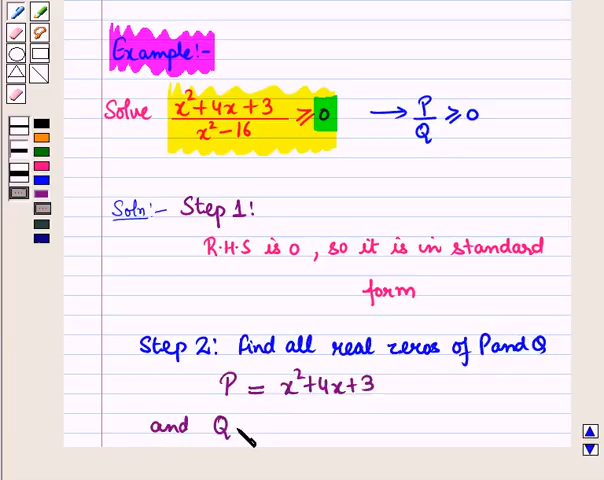 Example:-
Solve (x²+4x+3)/(x²-16) ≥ 0 → P/Q ≥ 0
Soln:- Step 1:
R.H.S is 0, so it is in standard
form
Step 2: Find all real zeros of P and Q
P = x²+4x+3
and Q